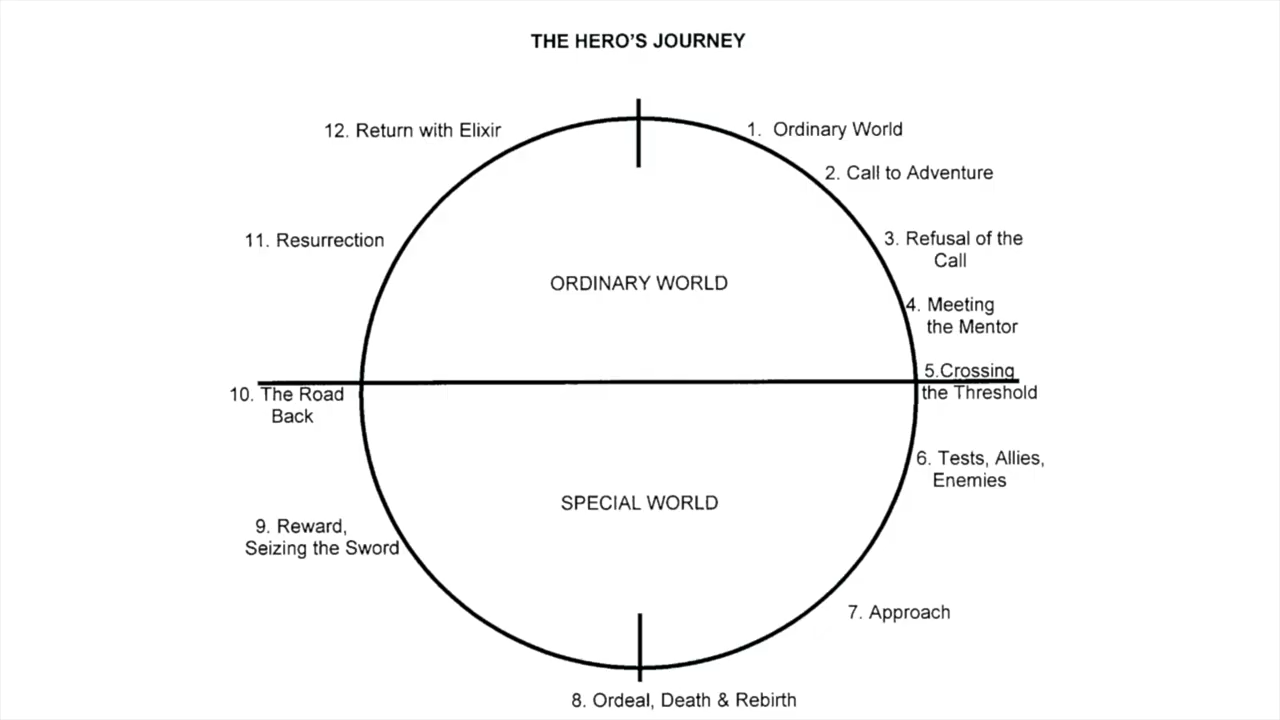 THE HERO'S JOURNEY
12. Return with Elixir
1. Ordinary World
2. Call to Adventure
3. Refusal of the
Call
11. Resurrection
ORDINARY WORLD
4. Meeting
the Mentor
5.Crossing
the Threshold
10. The Road
Back
6. Tests, Allies,
Enemies
SPECIAL WORLD
9. Reward,
Seizing the Sword
7. Approach
8. Ordeal, Death & Rebirth